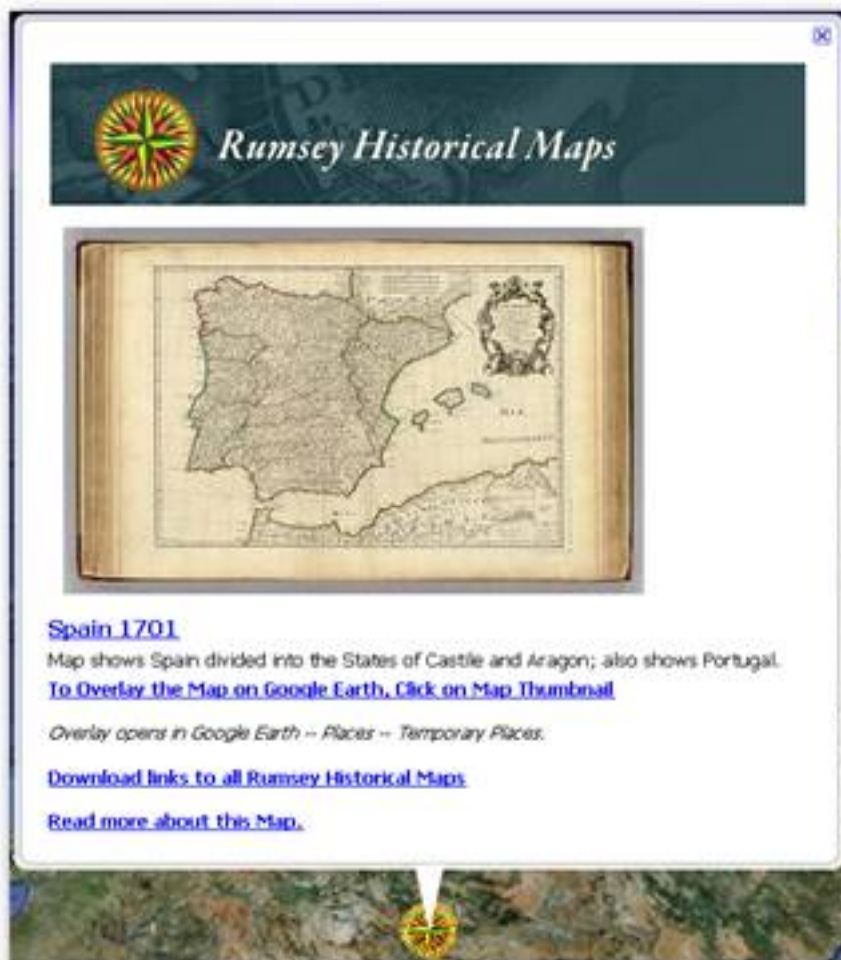 Rumsey Historical Maps
MAR
Spain 1701
Map shows Spain divided into the States of Castile and Aragon; also shows Portugal.
To Overlay the Map on Google Earth, Click on Map Thumbnail
Overlay opens in Google Earth -- Places -- Temporary Places.
Download links to all Rumsey Historical Maps
Read more about this Map.